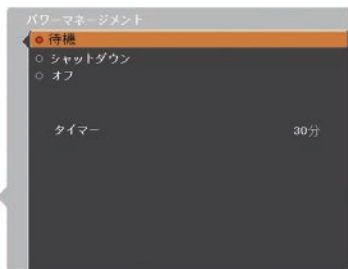 パワーマネージメント
待機
シャットダウン
オフ
タイマー 30分